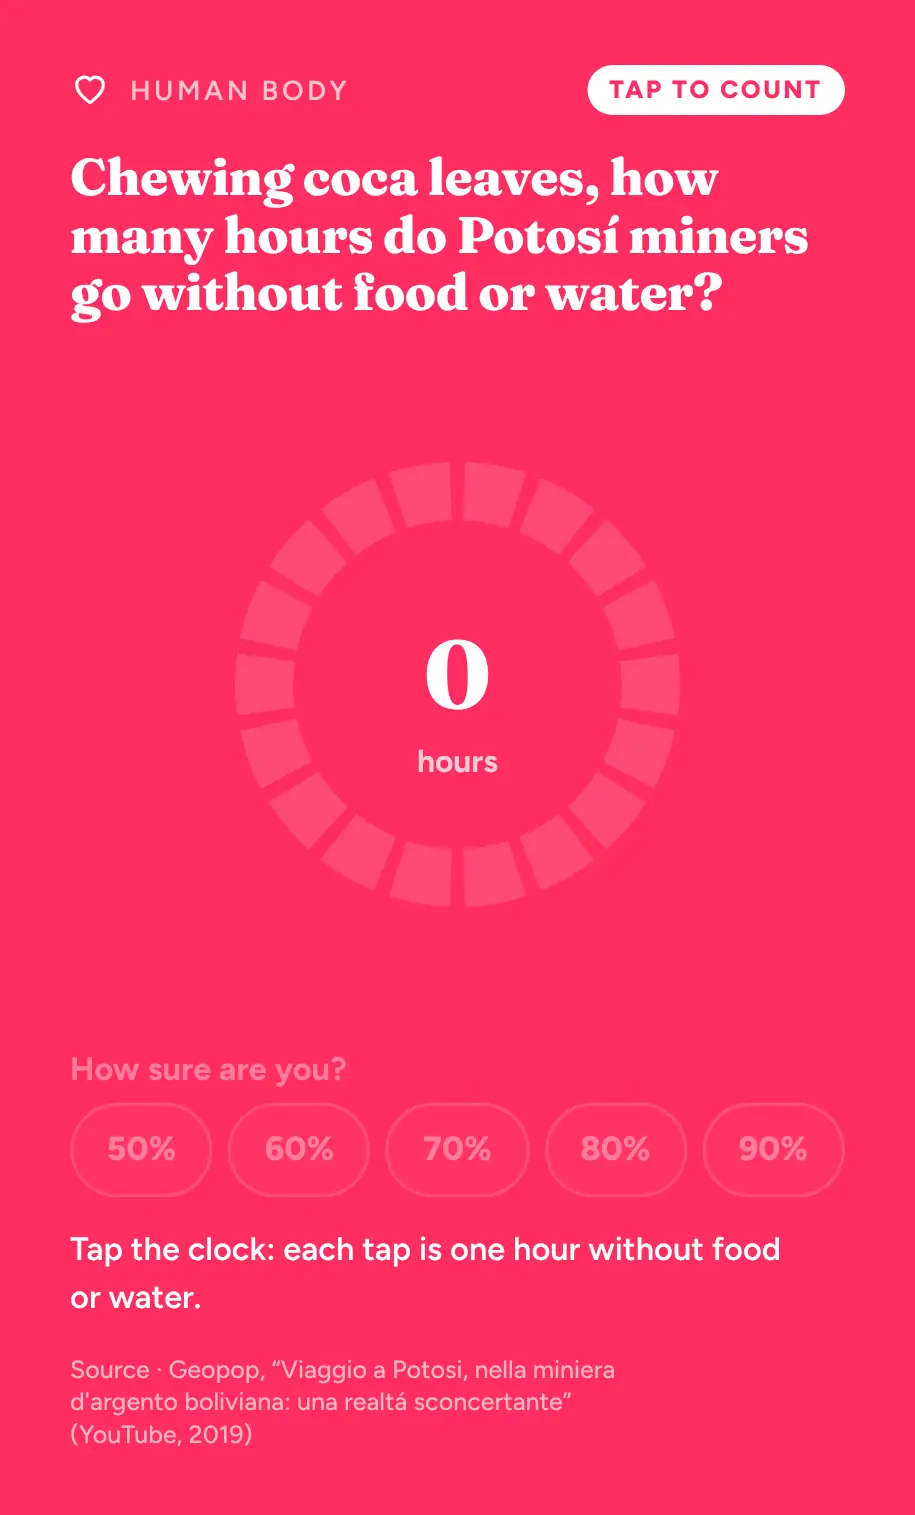 HUMAN BODY
TAP TO COUNT
Chewing coca leaves, how
many hours do Potosí miners
go without food or water?
0
hours
How sure are you?
50% 60% 70% 80% 90%
Tap the clock: each tap is one hour without food
or water.
Source · Geopop, “Viaggio a Potosi, nella miniera
d'argento boliviana: una realtá sconcertante”
(YouTube, 2019)